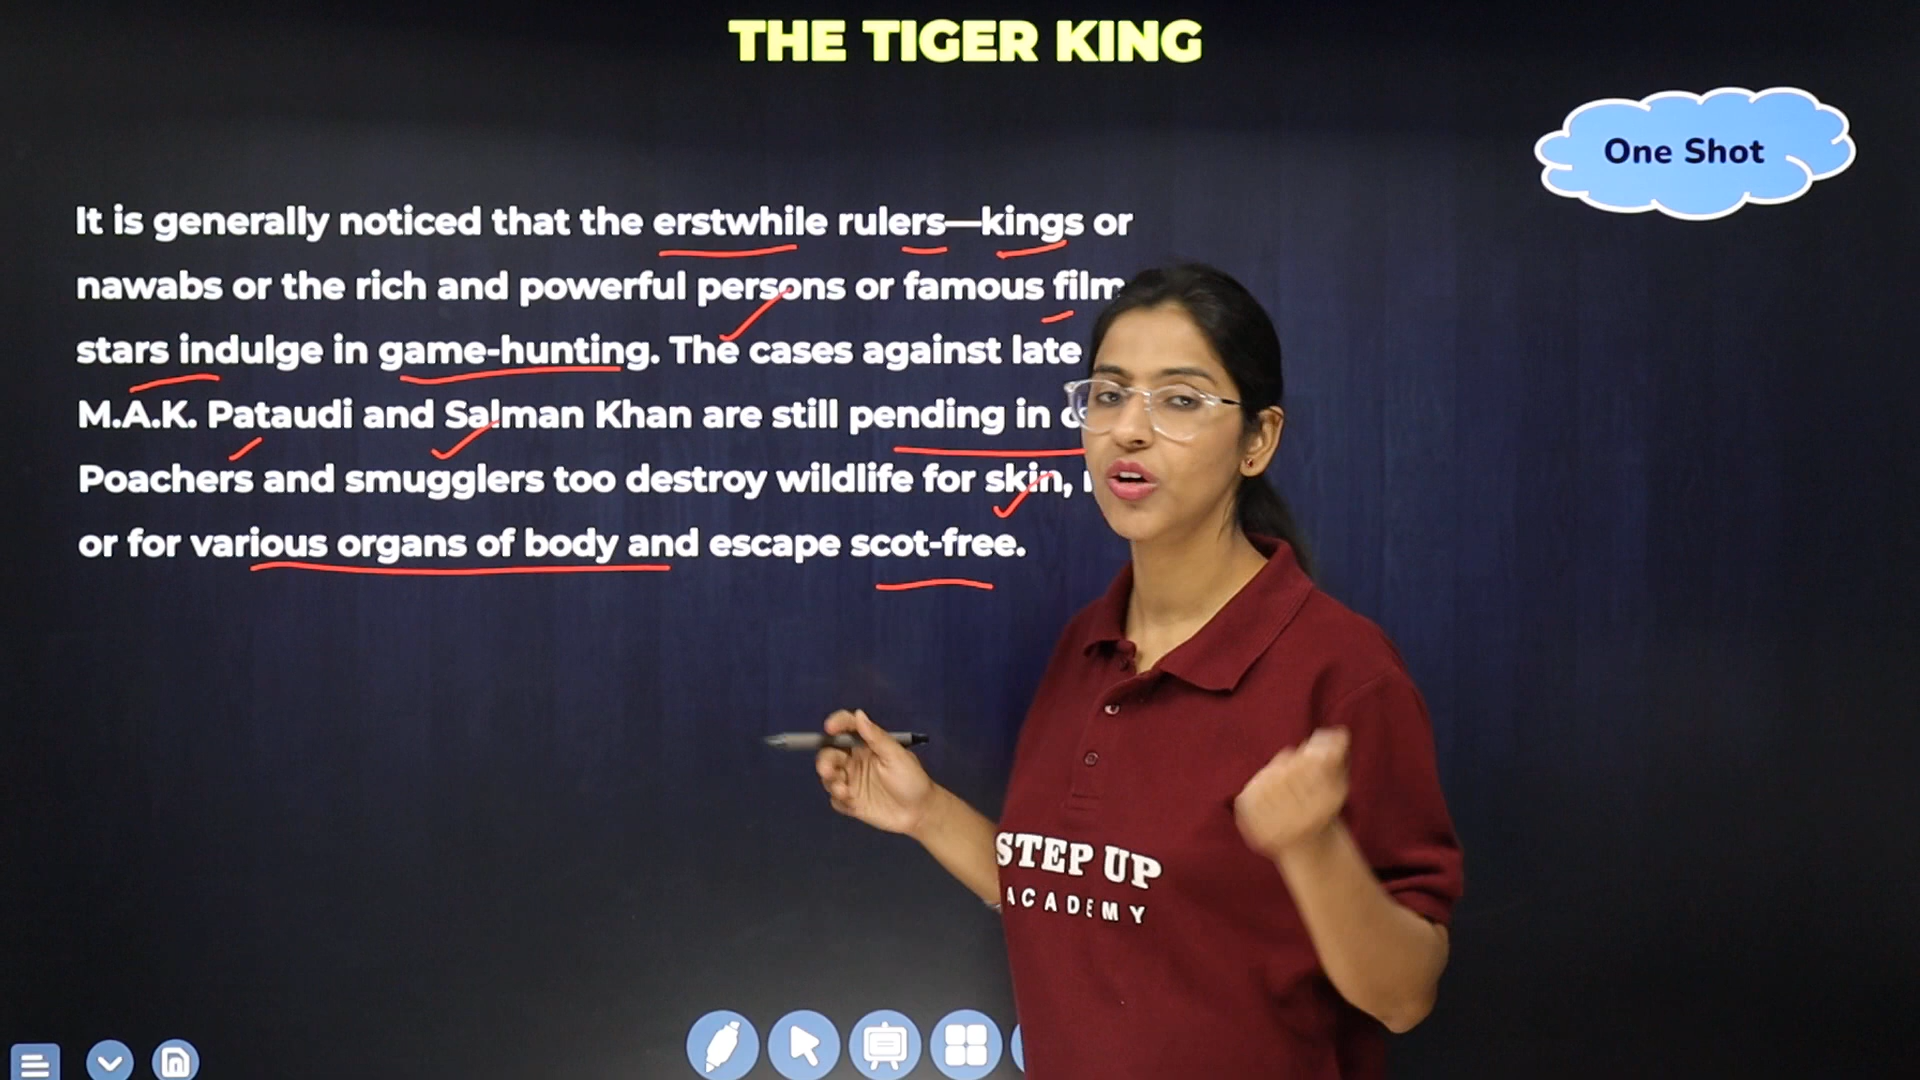 THE TIGER KING
One Shot
It is generally noticed that the erstwhile rulers—kings or
nawabs or the rich and powerful persons or famous film
stars indulge in game-hunting. The cases against late
M.A.K. Pataudi and Salman Khan are still pending in
Poachers and smugglers too destroy wildlife for skin,
or for various organs of body and escape scot-free.
STEP UP
ACADEMY